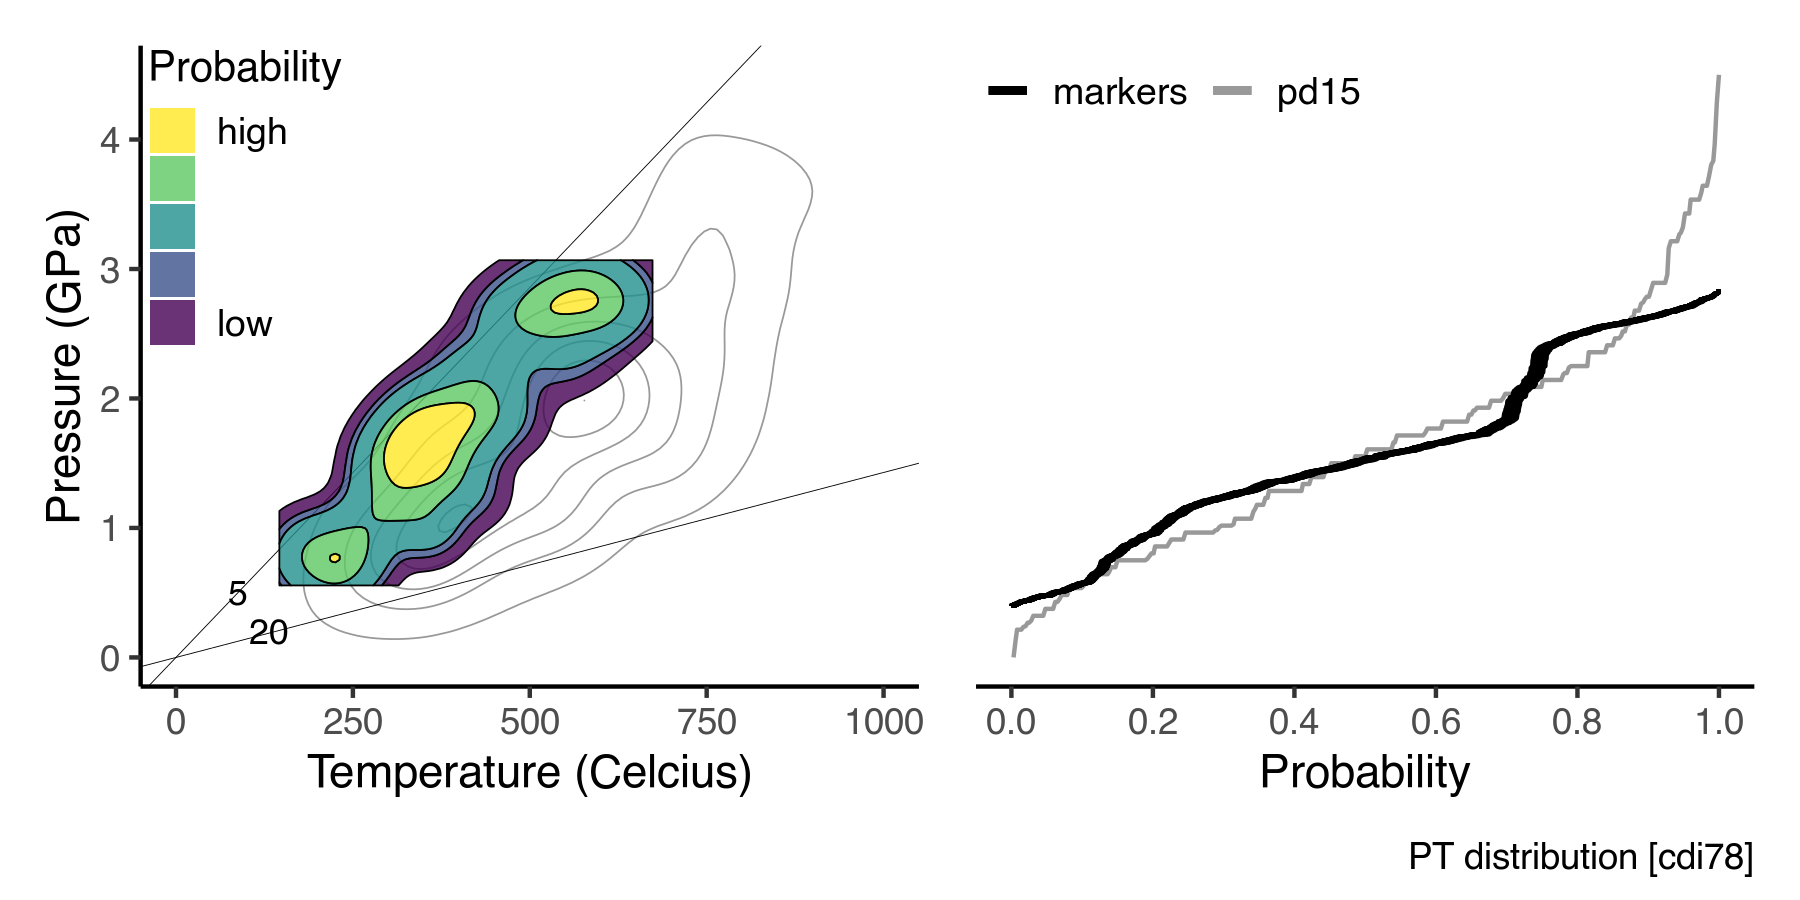 Probability
high
low
markers
pd15
4
3
2
1
0
Pressure (GPa)
5
20
0 250 500 750 1000
Temperature (Celcius)
0.0 0.2 0.4 0.6 0.8 1.0
Probability
PT distribution [cdi78]